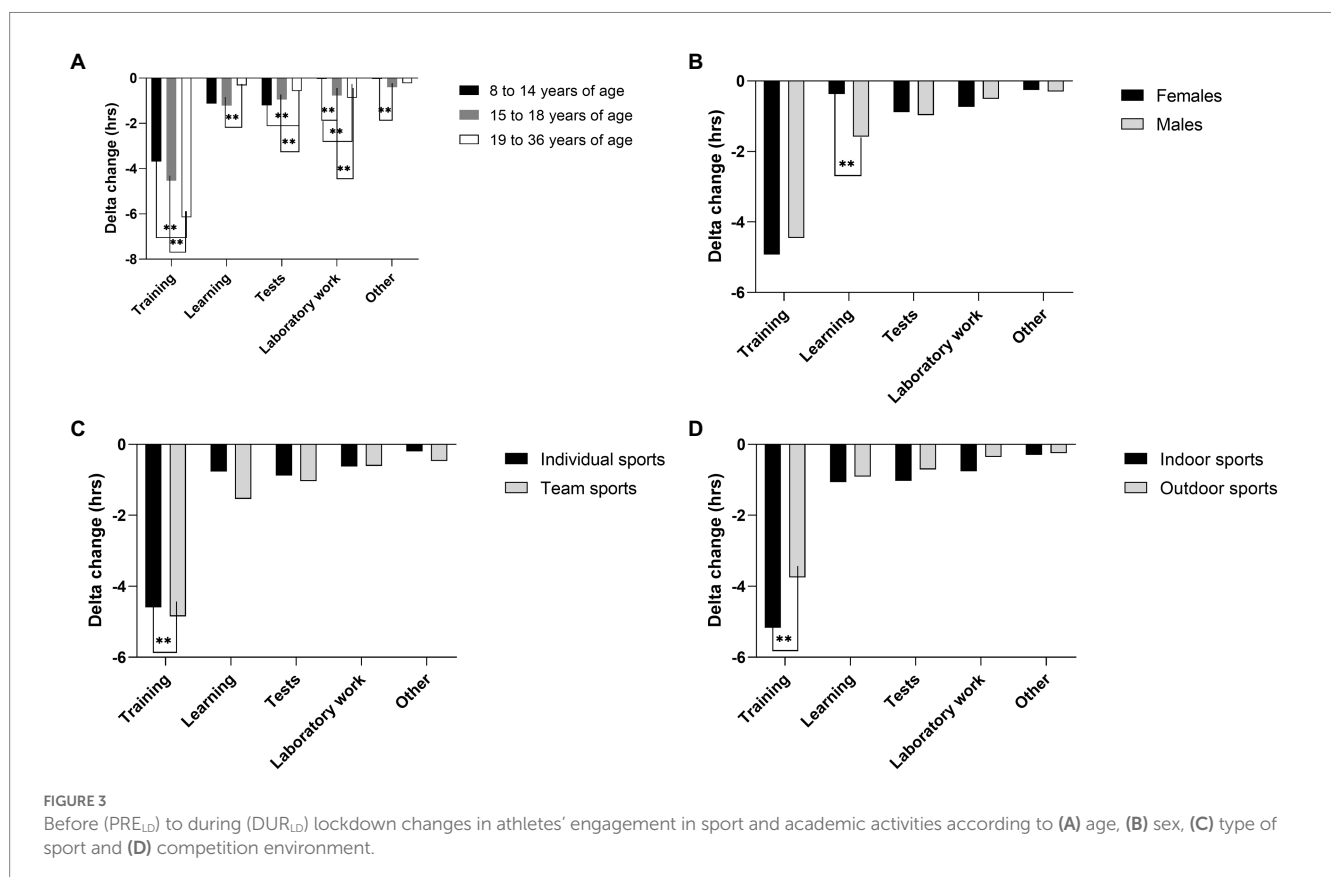 A
Delta change (hrs)
0
-2
-4
-6
-8
**
**
**
**
**
**
**
**
**
Training
Learning
Tests
Laboratory work
Other
8 to 14 years of age
15 to 18 years of age
19 to 36 years of age
B
Delta change (hrs)
0
-2
-4
-6
**
Training
Learning
Tests
Laboratory work
Other
Females
Males
C
Delta change (hrs)
0
-2
-4
-6
**
Training
Learning
Tests
Laboratory work
Other
Individual sports
Team sports
D
Delta change (hrs)
0
-2
-4
-6
**
Training
Learning
Tests
Laboratory work
Other
Indoor sports
Outdoor sports
FIGURE 3
Before (PRELD) to during (DURLD) lockdown changes in athletes’ engagement in sport and academic activities according to (A) age, (B) sex, (C) type of
sport and (D) competition environment.